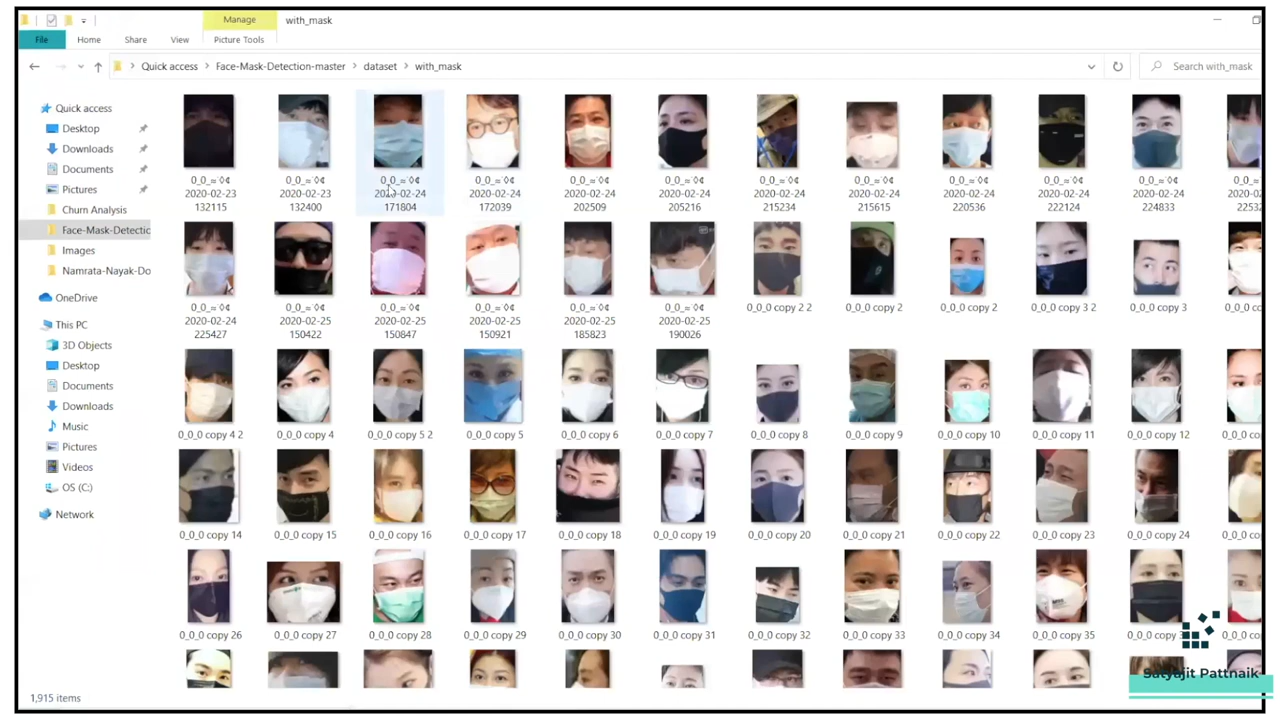 Manage
with_mask
File
Home
Share
View
Picture Tools
Quick access
Face-Mask-Detection-master
dataset
with_mask
Search with_mask
Quick access
Desktop
Downloads
Documents
Pictures
Churn Analysis
Face-Mask-Detectic
Images
Namrata-Nayak-Do
OneDrive
This PC
3D Objects
Desktop
Documents
Downloads
Music
Pictures
Videos
OS (C:)
Network
2020-02-23
132115
2020-02-23
132400
2020-02-24
171804
2020-02-24
172039
2020-02-24
202509
2020-02-24
205216
2020-02-24
215234
2020-02-24
215615
2020-02-24
220536
2020-02-24
222124
2020-02-24
224833
2020-02-24
225427
2020-02-25
150422
2020-02-25
150847
2020-02-25
150921
2020-02-25
185823
2020-02-25
190026
0_0_0 copy 2 2
0_0_0 copy 2
0_0_0 copy 2
0_0_0 copy 3 2
0_0_0 copy 3
0_0_0 copy 4 2
0_0_0 copy 4
0_0_0 copy 5 2
0_0_0 copy 5
0_0_0 copy 6
0_0_0 copy 7
0_0_0 copy 8
0_0_0 copy 9
0_0_0 copy 10
0_0_0 copy 11
0_0_0 copy 12
0_0_0 copy 14
0_0_0 copy 15
0_0_0 copy 16
0_0_0 copy 17
0_0_0 copy 18
0_0_0 copy 19
0_0_0 copy 20
0_0_0 copy 21
0_0_0 copy 22
0_0_0 copy 23
0_0_0 copy 24
0_0_0 copy 26
0_0_0 copy 27
0_0_0 copy 28
0_0_0 copy 29
0_0_0 copy 30
0_0_0 copy 31
0_0_0 copy 32
0_0_0 copy 33
0_0_0 copy 34
0_0_0 copy 35
1,915 items
Satyajit Pattnaik